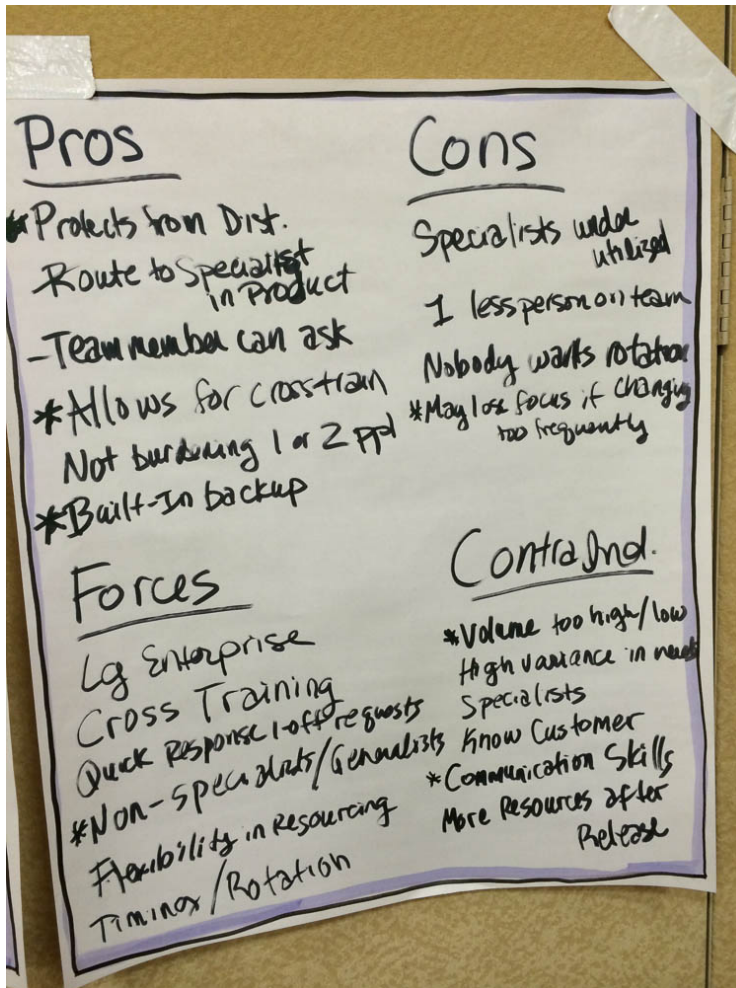 Pros
*Protects from Dist.
-Route to Specialist
in Product
-Team member can ask
*Allows for crosstrain
Not burdening 1 or 2 ppl
*Built-In backup
Cons
Specialists under
utilized
1 less person on team
Nobody wants rotation
*May lose focus if changing
too frequently
Forces
Lg Enterprise
Cross Training
Quick Response 1-off requests
*Non-specialists/Generalists
Flexibility in Resourcing
Timing/Rotation
ContraInd.
*Volume too high/low
High variance in needs
Specialists
Know Customer
*Communication Skills
More Resources after
Release